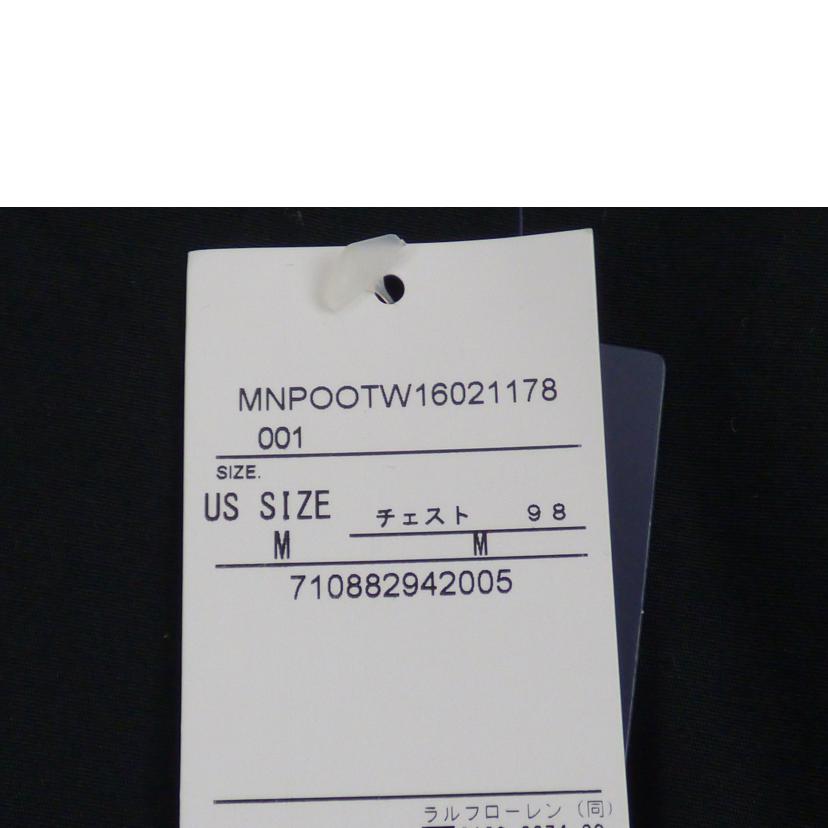 MNPOOTW16021178
001
SIZE.
US SIZE チェスト 98
M M
710882942005
ラルフローレン（同）